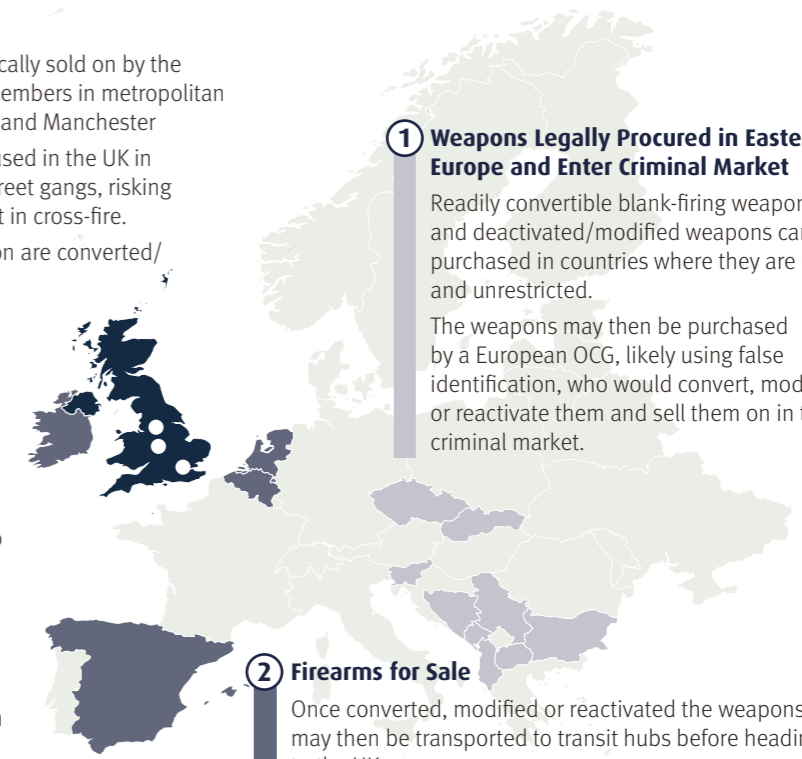 cally sold on by the
embers in metropolitan
and Manchester
used in the UK in
reet gangs, risking
t in cross-fire.
on are converted/
1 Weapons Legally Procured in Easte
Europe and Enter Criminal Market
Readily convertible blank-firing weapon
and deactivated/modified weapons can
purchased in countries where they are
and unrestricted.
The weapons may then be purchased
by a European OCG, likely using false
identification, who would convert, mod
or reactivate them and sell them on in t
criminal market.
2 Firearms for Sale
Once converted, modified or reactivated the weapons
may then be transported to transit hubs before headin